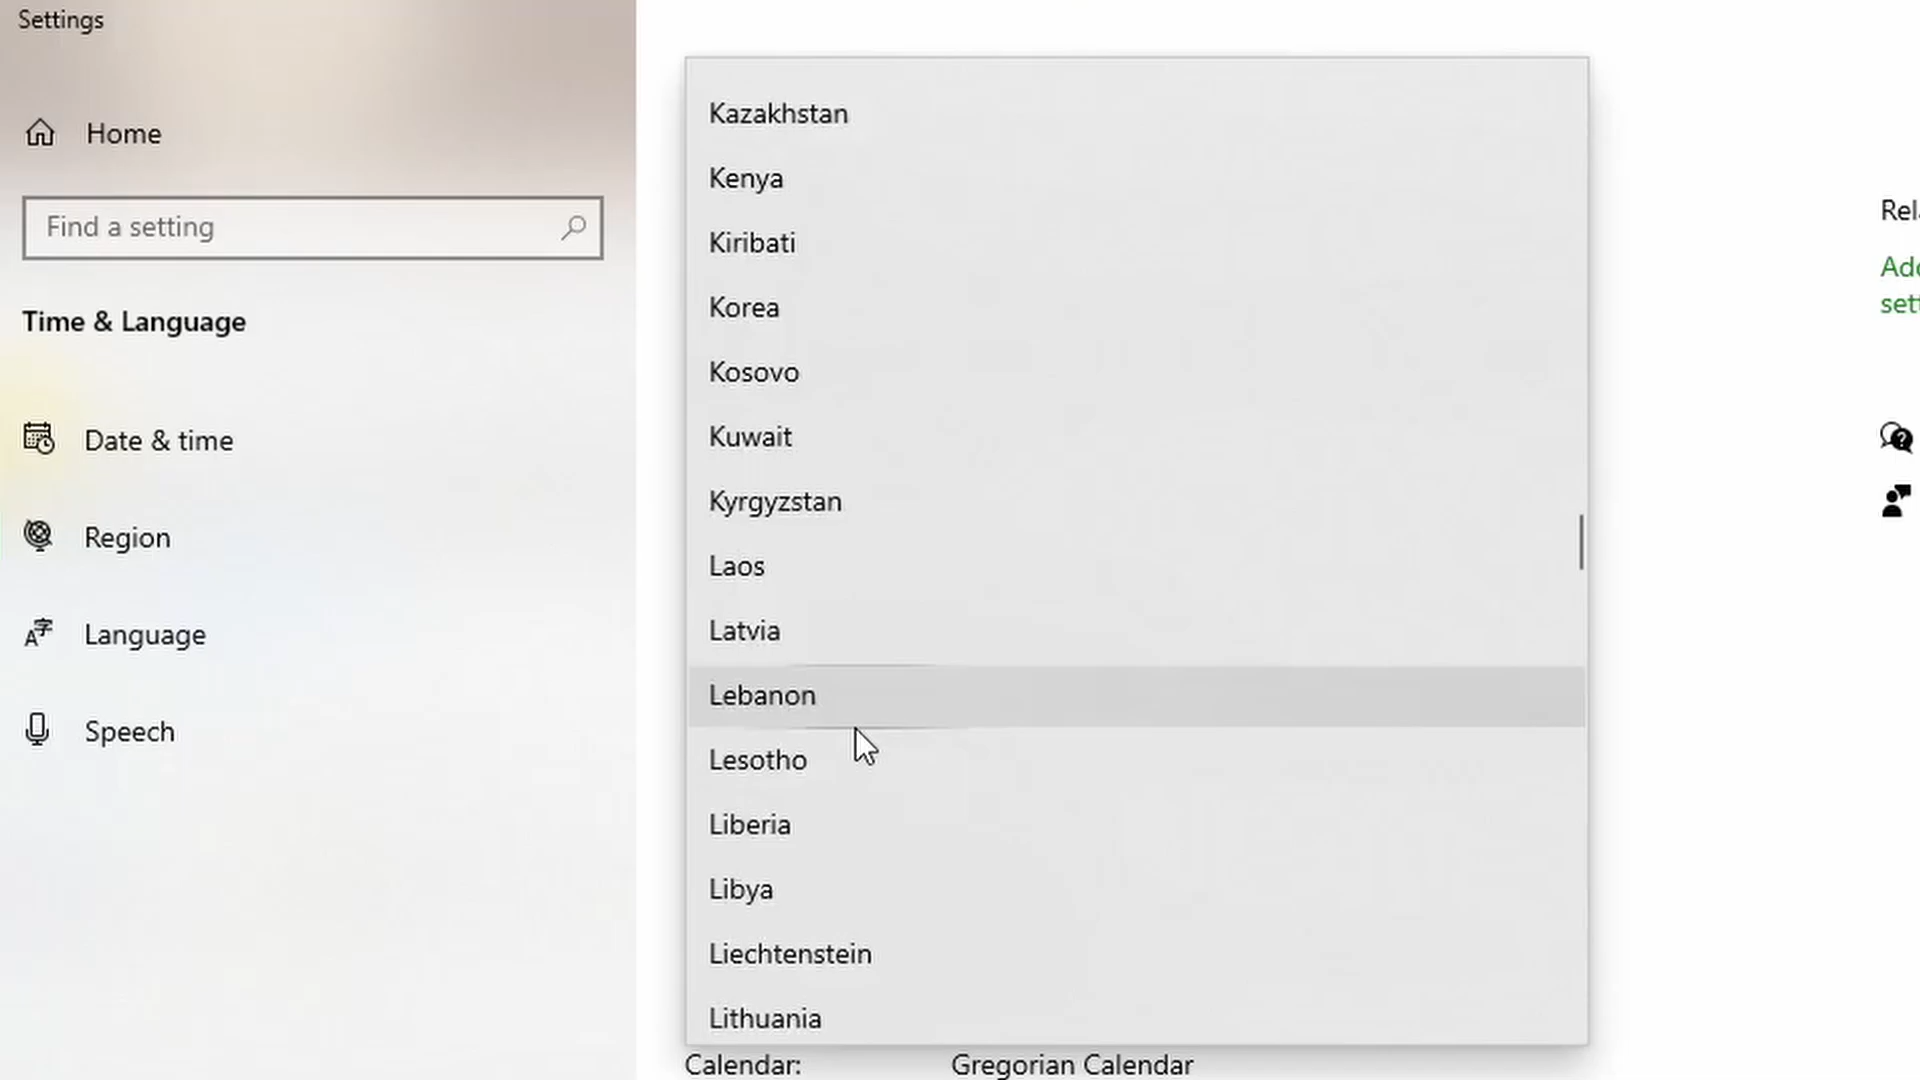 Settings
Home
Find a setting
Time & Language
Date & time
Region
Language
Speech
Kazakhstan
Kenya
Kiribati
Korea
Kosovo
Kuwait
Kyrgyzstan
Laos
Latvia
Lebanon
Lesotho
Liberia
Libya
Liechtenstein
Lithuania
Calendar: Gregorian Calendar